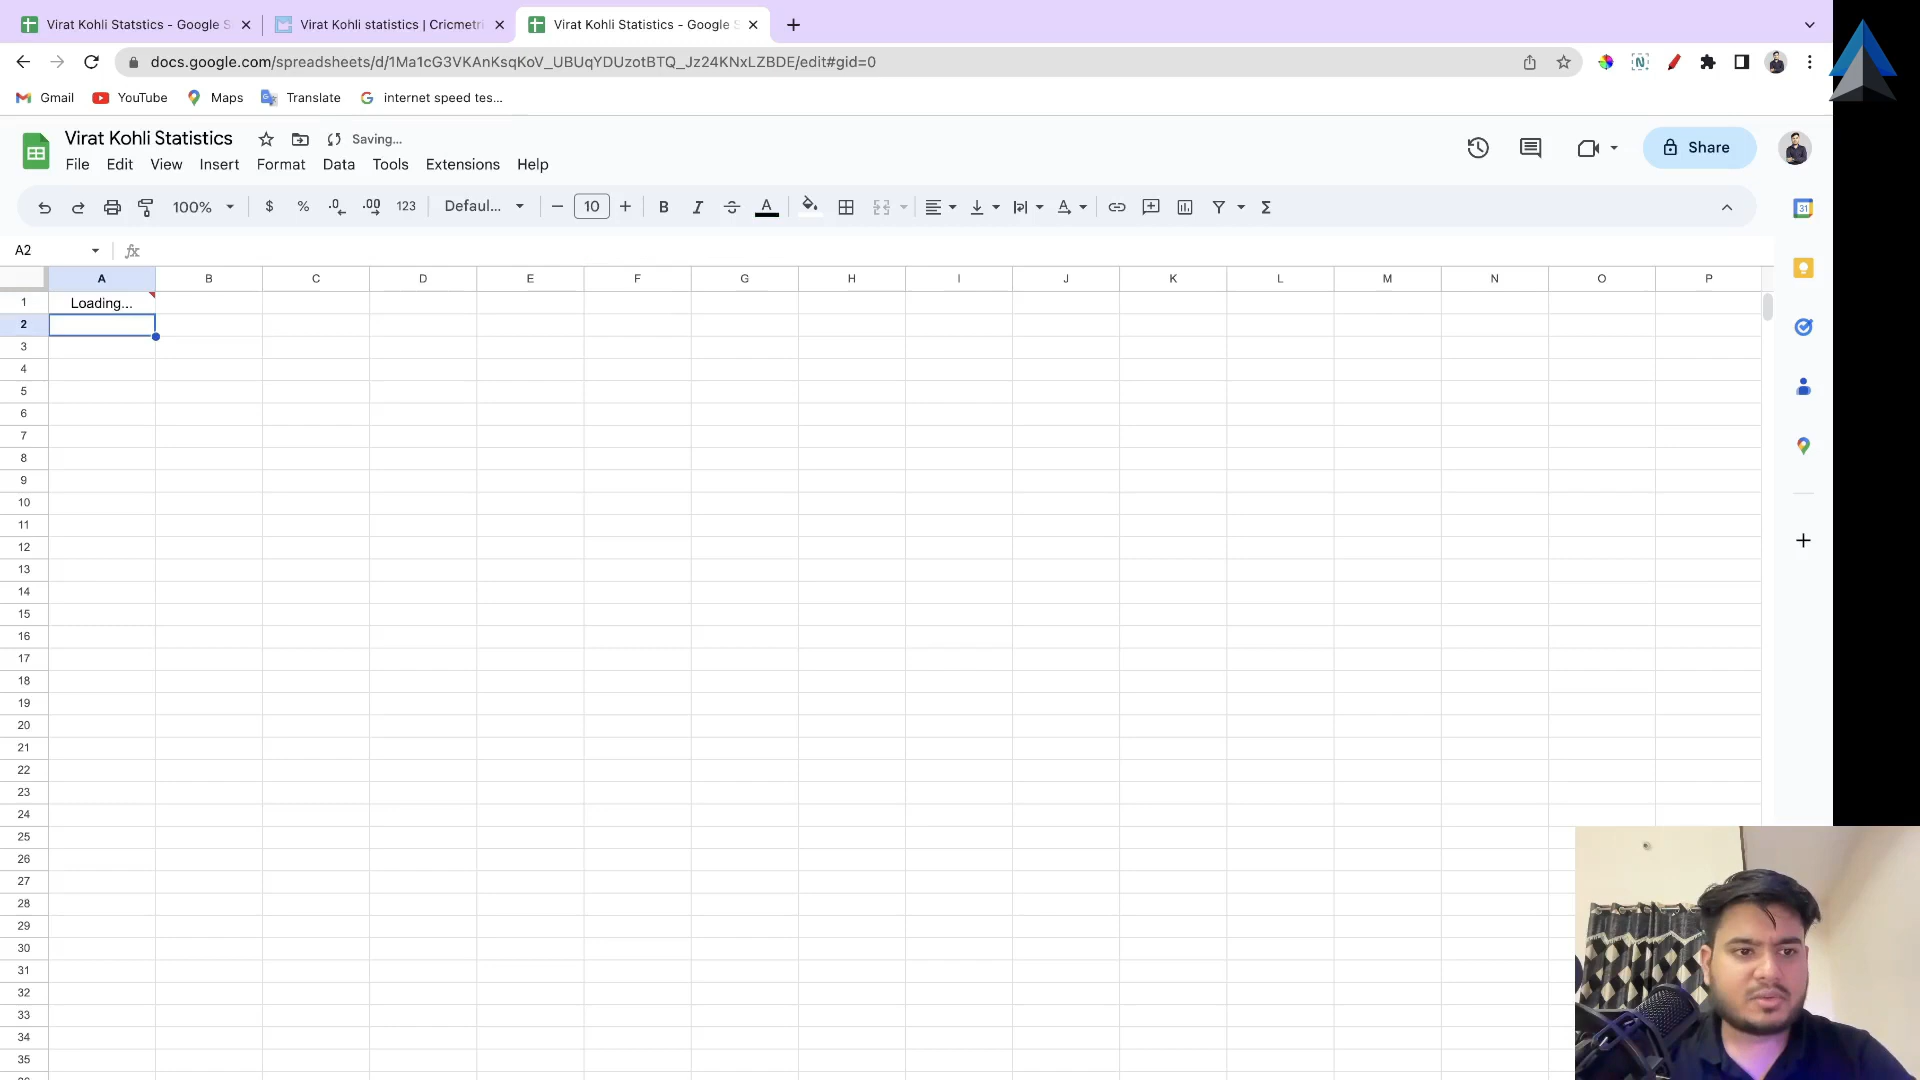 Virat Kohli Statstics - Google S
Virat Kohli statistics | Cricmetri
Virat Kohli Statistics - Google S
docs.google.com/spreadsheets/d/1Ma1cG3VKAnKsqKoV_UBUqYDUzotBTQ_Jz24KNxLZBDE/edit#gid=0
Gmail YouTube Maps Translate internet speed tes...
Virat Kohli Statistics Saving...
File Edit View Insert Format Data Tools Extensions Help
Share
100% $ % .0 .00 123 Defaul... 10 B I A
31
A2 fx
A B C D E F G H I J K L M N O P
1 Loading...
2
3
4
5
6
7
8
9
10
11
12
13
14
15
16
17
18
19
20
21
22
23
24
25
26
27
28
29
30
31
32
33
34
35